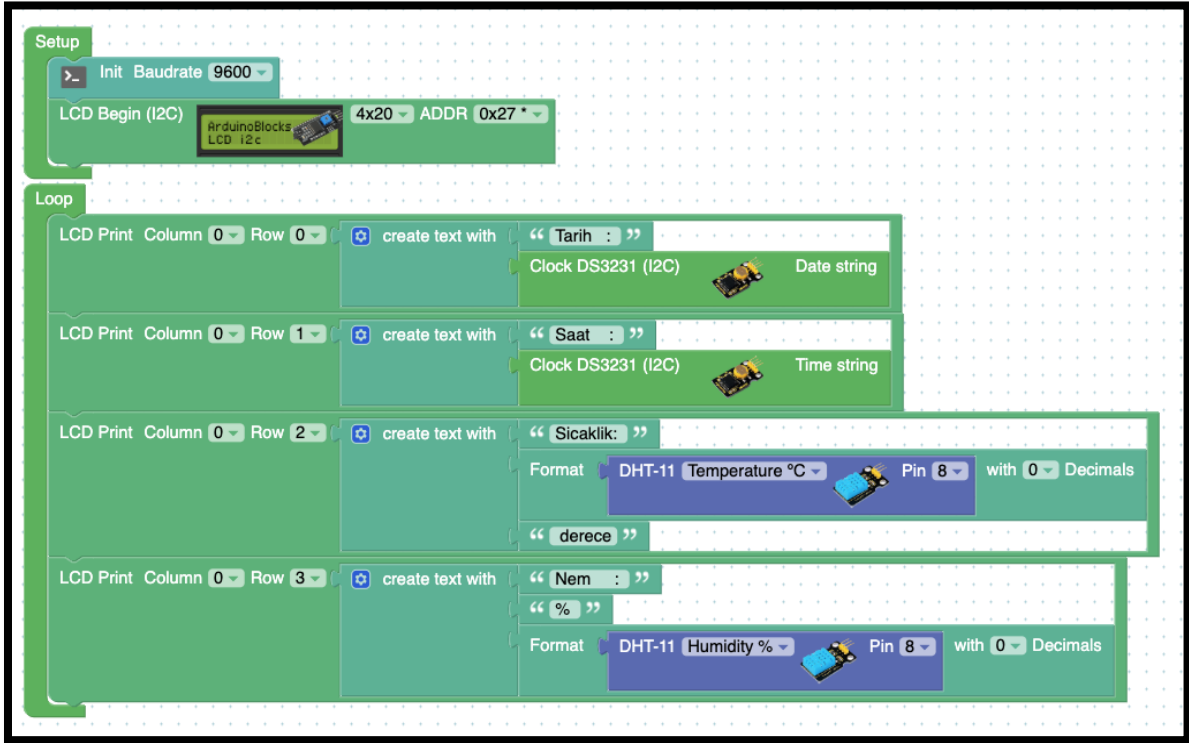 Setup
Init Baudrate 9600
LCD Begin (I2C) ArduinoBlocks LCD i2c 4x20 ADDR 0x27 *
Loop
LCD Print Column 0 Row 0 create text with “ Tarih : ”
Clock DS3231 (I2C) Date string
LCD Print Column 0 Row 1 create text with “ Saat : ”
Clock DS3231 (I2C) Time string
LCD Print Column 0 Row 2 create text with “ Sicaklik: ”
Format DHT-11 Temperature ºC Pin 8 with 0 Decimals
“ derece ”
LCD Print Column 0 Row 3 create text with “ Nem : ”
“ % ”
Format DHT-11 Humidity % Pin 8 with 0 Decimals